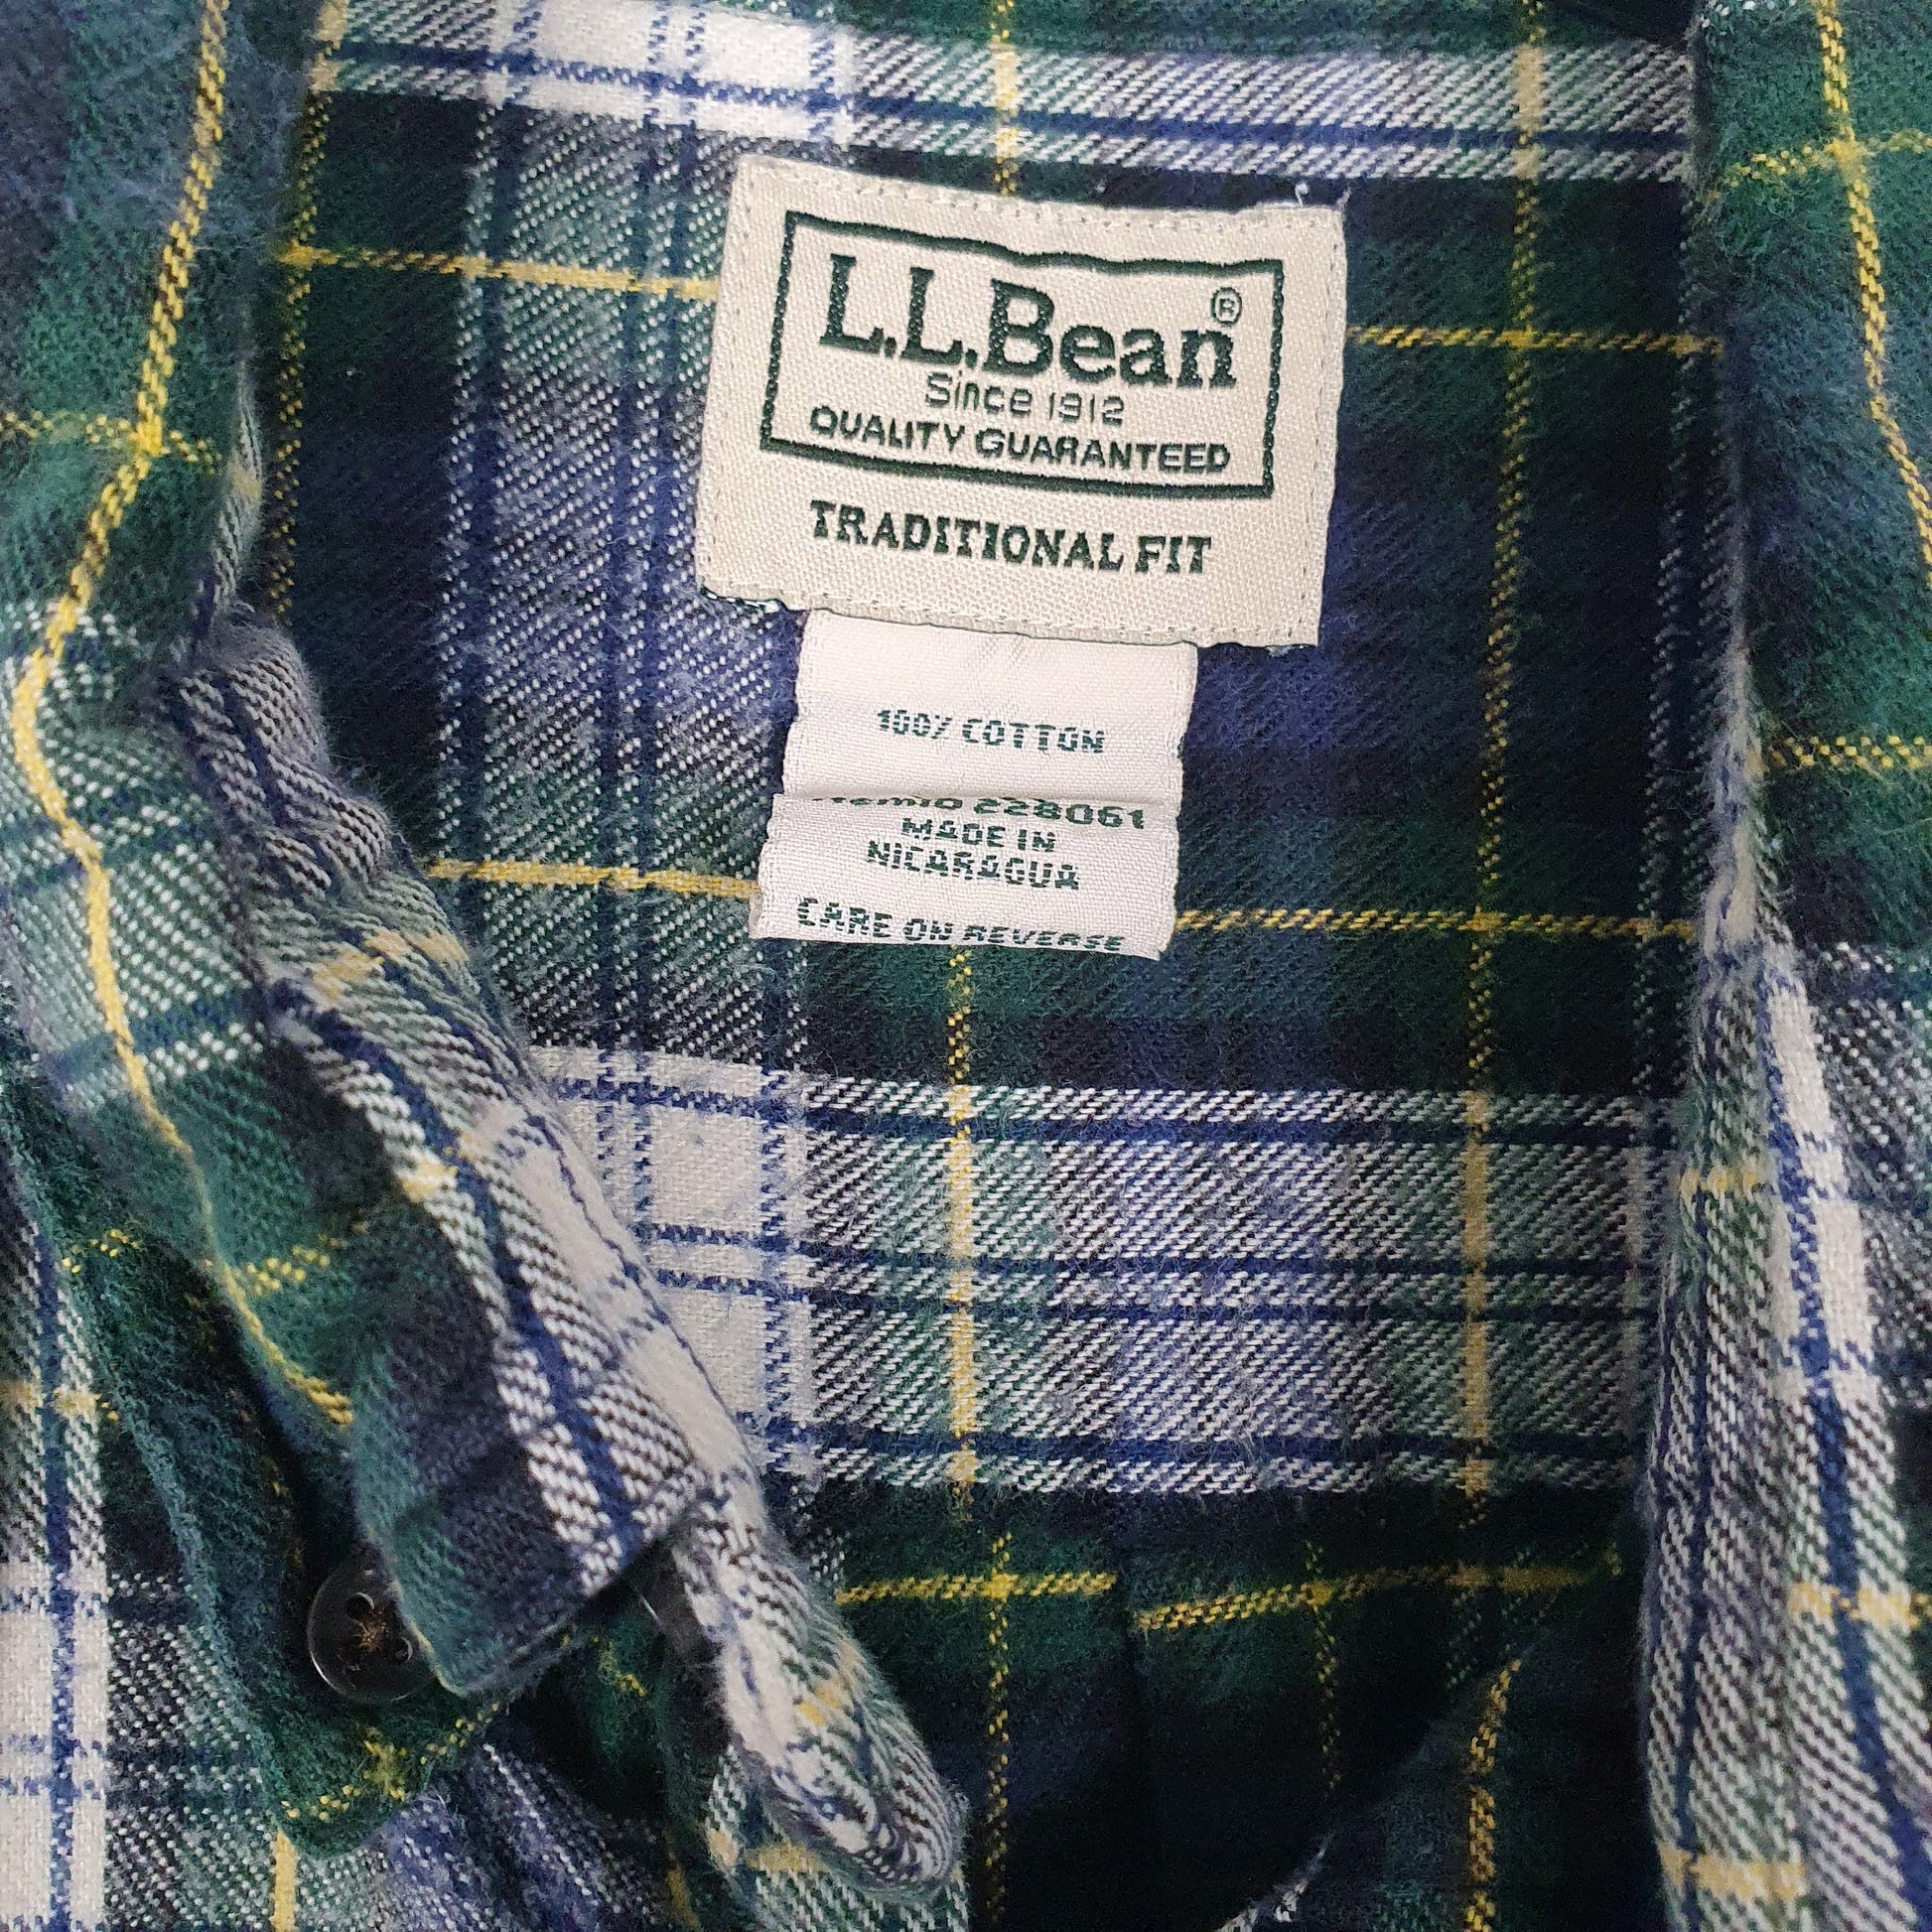 L.L.Bean®
Since 1912
QUALITY GUARANTEED
TRADITIONAL FIT
100% COTTON
228061
MADE IN
NICARAGUA
CARE ON REVERSE